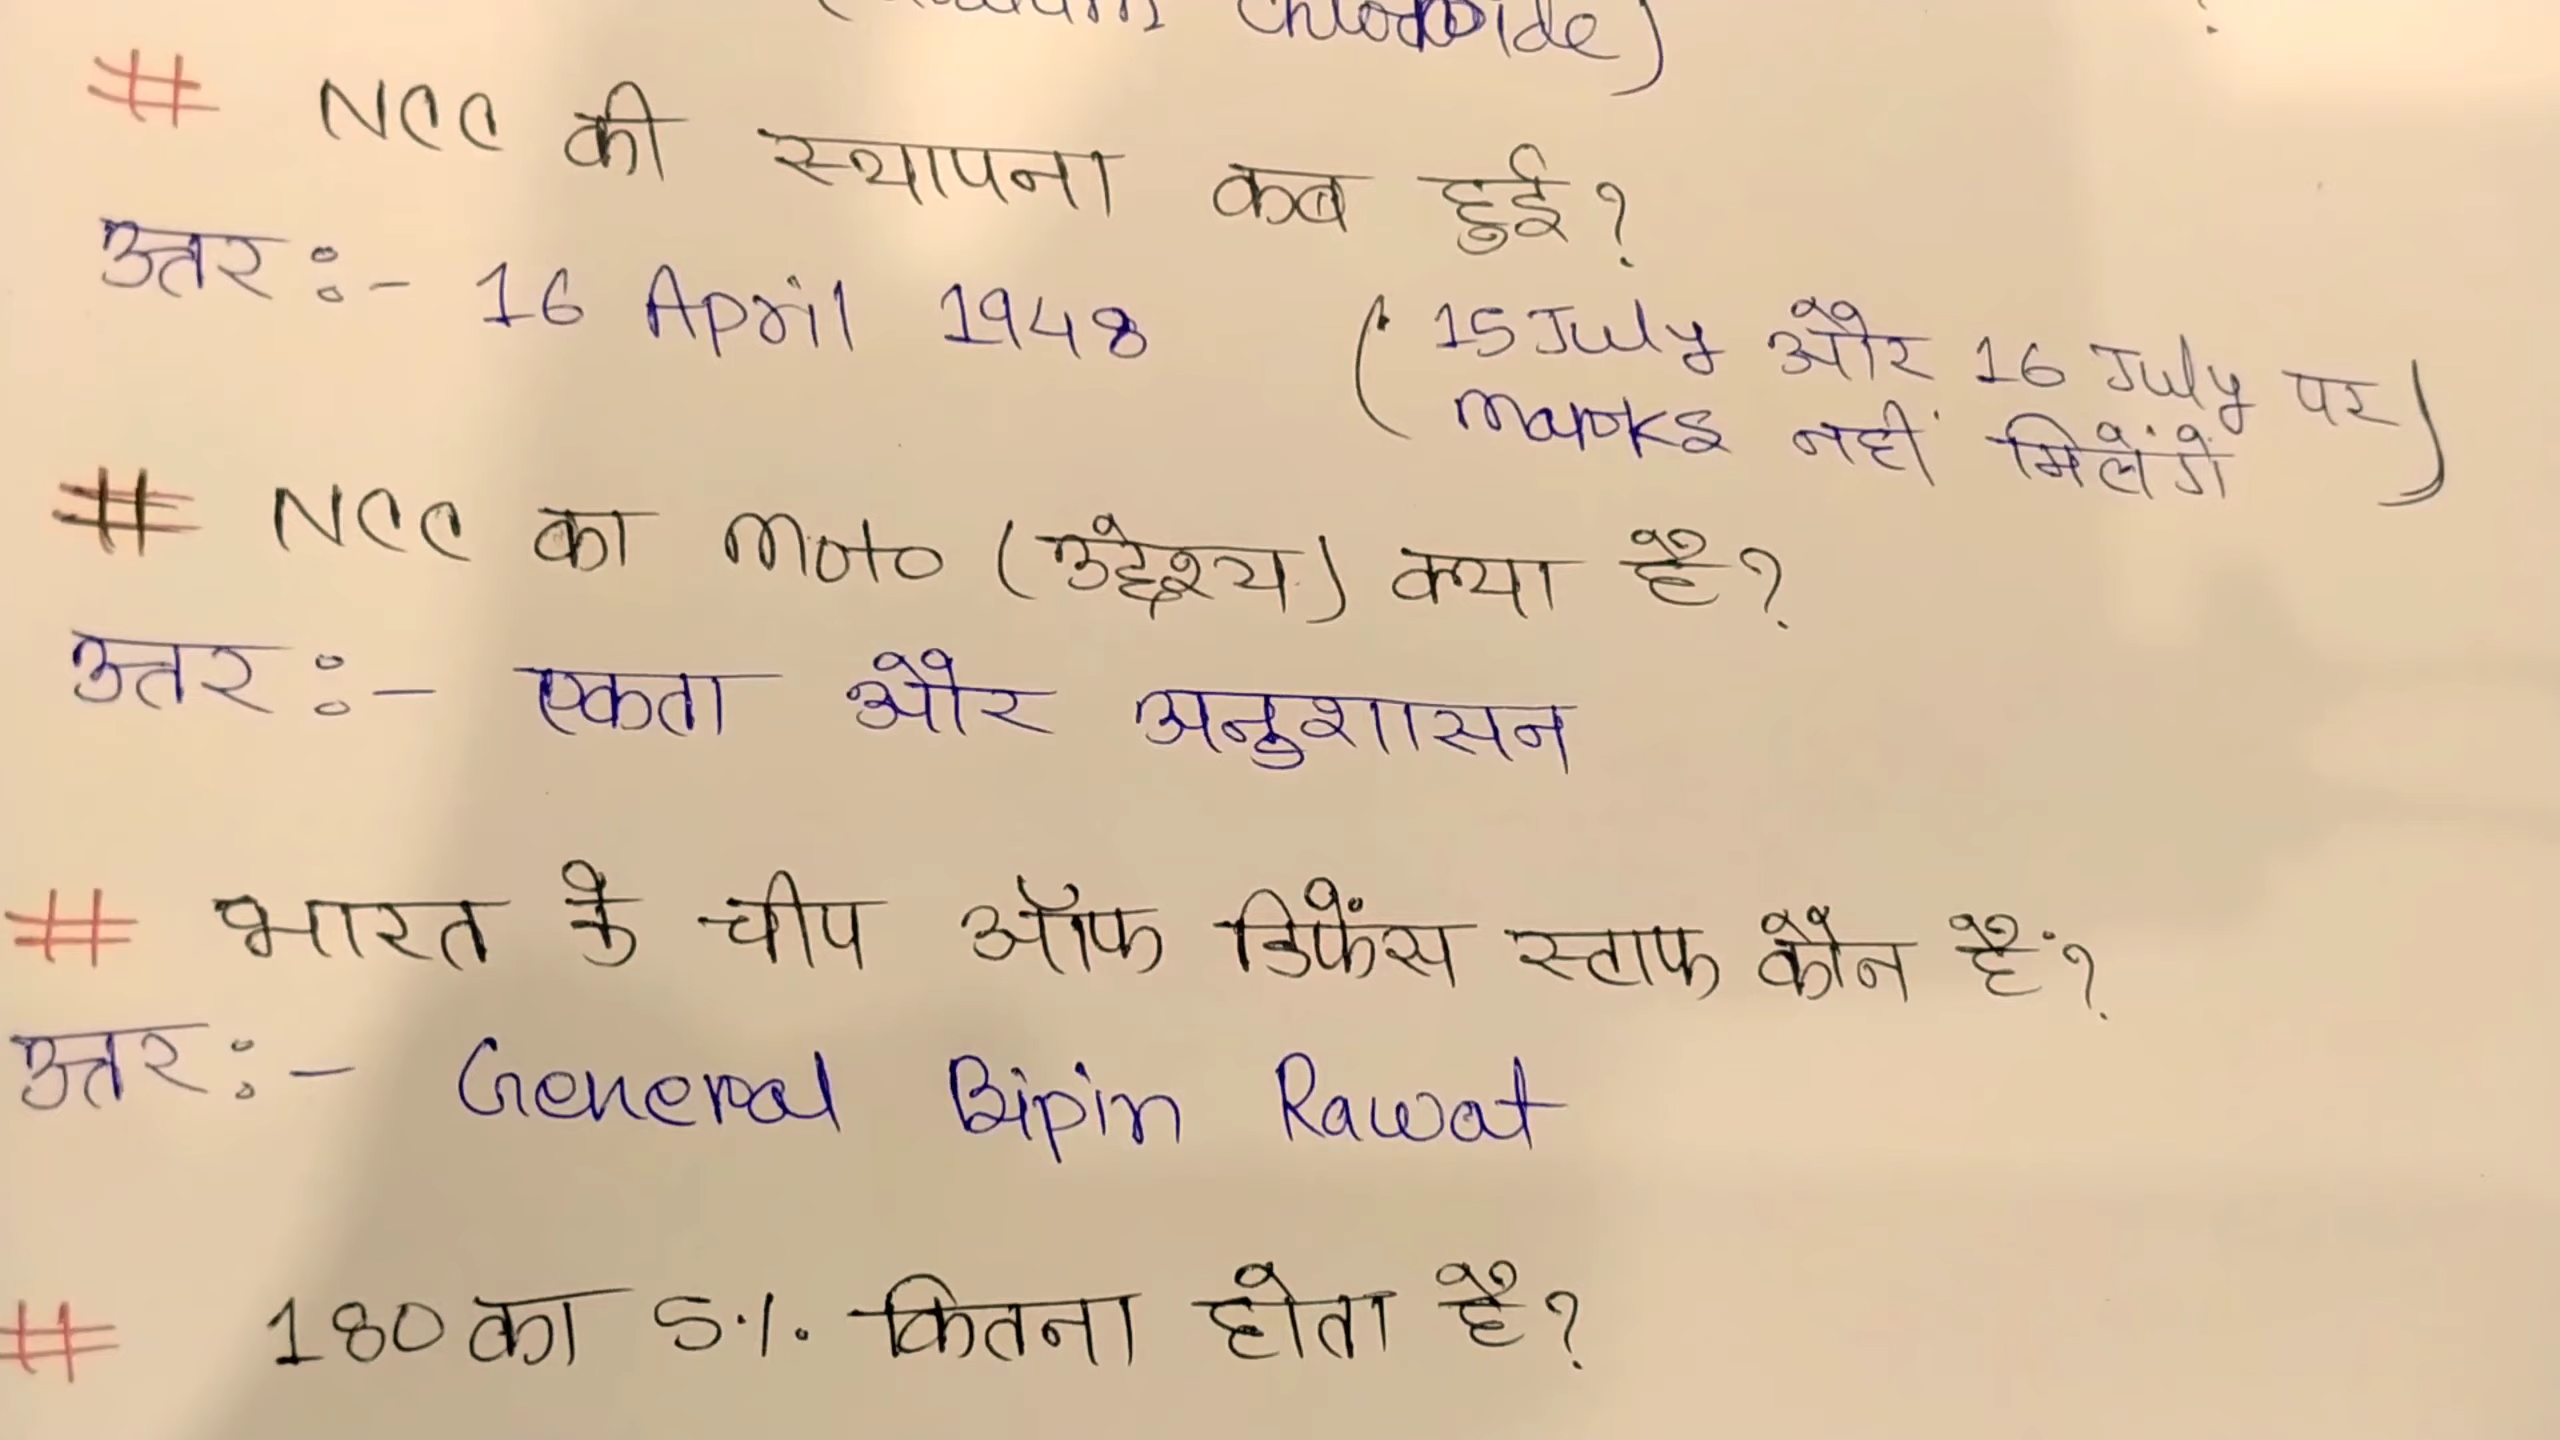 Chloride)
# NCC की स्थापना कब हुई?
उत्तर :- 16 April 1948 (15 July और 16 July पर
marks नहीं मिलेंगे)
# NCC का Moto (उद्देश्य) क्या है?
उत्तर :- एकता और अनुशासन
# भारत के चीप ऑफ डिफेंस स्टाफ कौन हैं?
उत्तर :- General Bipin Rawat
# 180 का 5% कितना होता है?